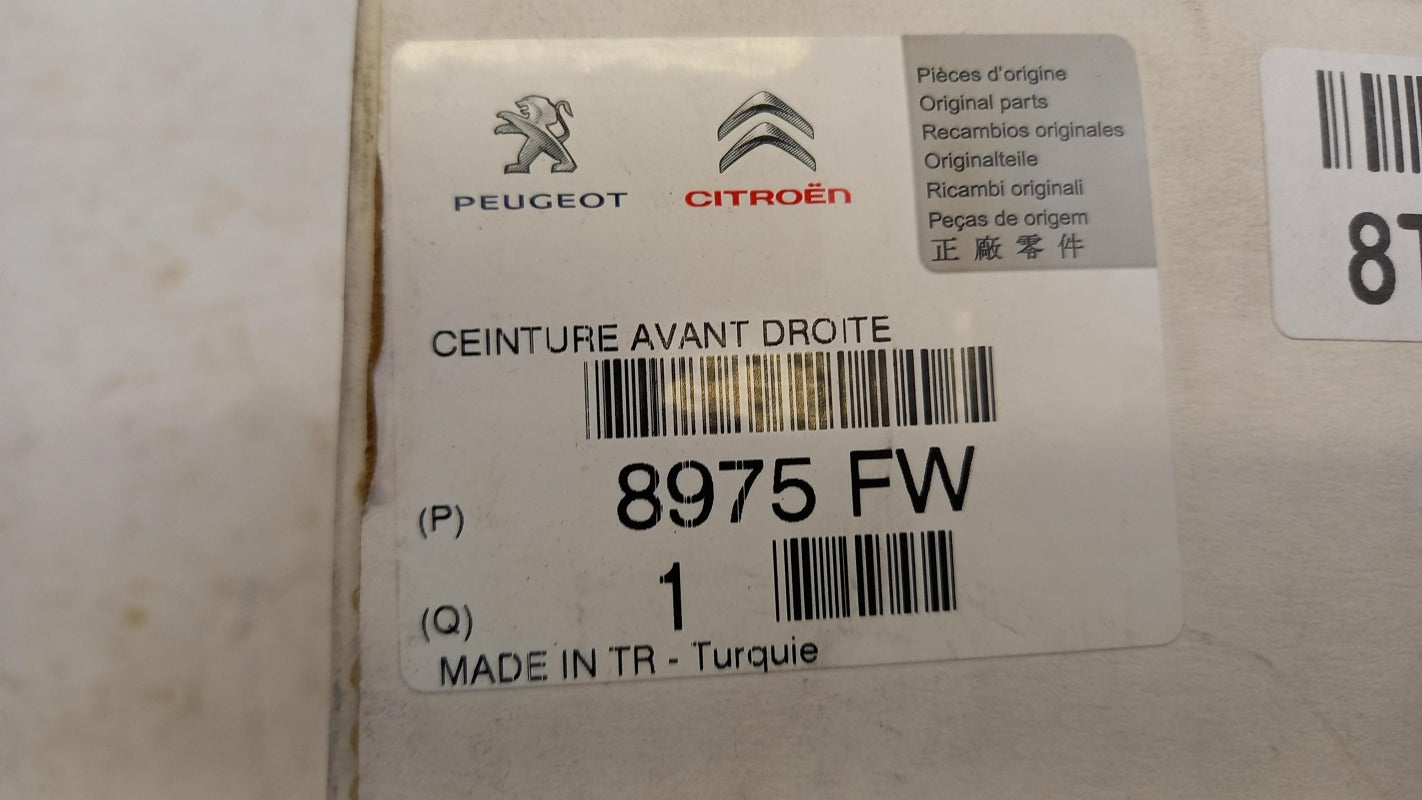 PEUGEOT
CITROËN
Pièces d'origine
Original parts
Recambios originales
Originalteile
Ricambi originali
Peças de origem
正廠零件
CEINTURE AVANT DROITE
(P) 8975 FW
(Q) 1
MADE IN TR - Turquie